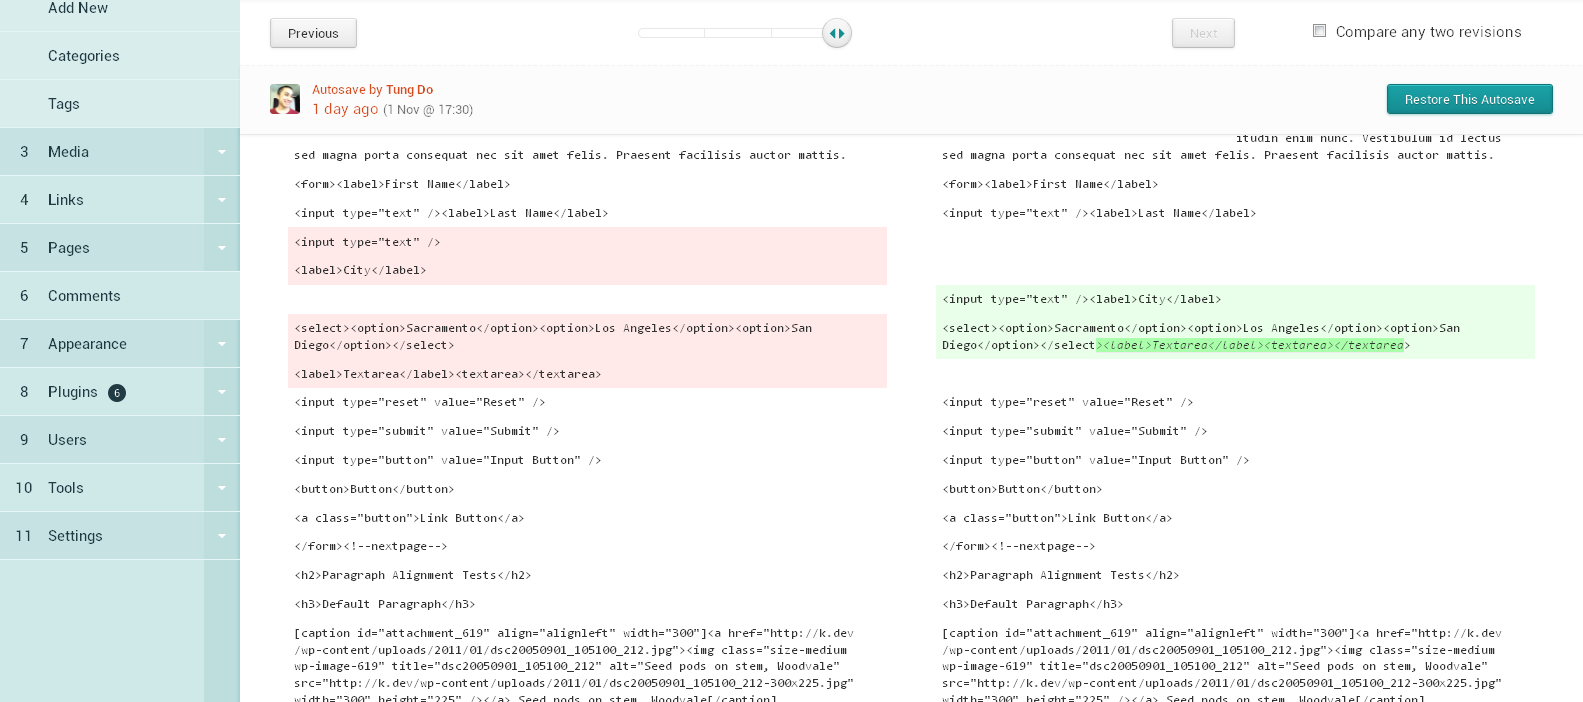 Add New
Categories
Tags
3 Media
4 Links
5 Pages
6 Comments
7 Appearance
8 Plugins 6
9 Users
10 Tools
11 Settings
Previous
Next
Compare any two revisions
Autosave by Tung Do
1 day ago (1 Nov @ 17:30)
Restore This Autosave
sed magna porta consequat nec sit amet felis. Praesent facilisis auctor mattis.
<form><label>First Name</label>
<input type="text" /><label>Last Name</label>
<input type="text" />
<label>City</label>
<select><option>Sacramento</option><option>Los Angeles</option><option>San
Diego</option></select>
<label>Textarea</label><textarea></textarea>
<input type="reset" value="Reset" />
<input type="submit" value="Submit" />
<input type="button" value="Input Button" />
<button>Button</button>
<a class="button">Link Button</a>
</form><!--nextpage-->
<h2>Paragraph Alignment Tests</h2>
<h3>Default Paragraph</h3>
[caption id="attachment_619" align="alignleft" width="300"]<a href="http://k.dev
/wp-content/uploads/2011/01/dsc20050901_105100_212.jpg"><img class="size-medium
wp-image-619" title="dsc20050901_105100_212" alt="Seed pods on stem, Woodvale"
src="http://k.dev/wp-content/uploads/2011/01/dsc20050901_105100_212-300x225.jpg"
width="300" height="225" /></a> Seed pods on stem, Woodvale[/caption]
itudin enim nunc. Vestibulum id lectus
sed magna porta consequat nec sit amet felis. Praesent facilisis auctor mattis.
<form><label>First Name</label>
<input type="text" /><label>Last Name</label>
<input type="text" /><label>City</label>
<select><option>Sacramento</option><option>Los Angeles</option><option>San
Diego</option></select><label>Textarea</label><textarea></textarea>
<input type="reset" value="Reset" />
<input type="submit" value="Submit" />
<input type="button" value="Input Button" />
<button>Button</button>
<a class="button">Link Button</a>
</form><!--nextpage-->
<h2>Paragraph Alignment Tests</h2>
<h3>Default Paragraph</h3>
[caption id="attachment_619" align="alignleft" width="300"]<a href="http://k.dev
/wp-content/uploads/2011/01/dsc20050901_105100_212.jpg"><img class="size-medium
wp-image-619" title="dsc20050901_105100_212" alt="Seed pods on stem, Woodvale"
src="http://k.dev/wp-content/uploads/2011/01/dsc20050901_105100_212-300x225.jpg"
width="300" height="225" /></a> Seed pods on stem, Woodvale[/caption]